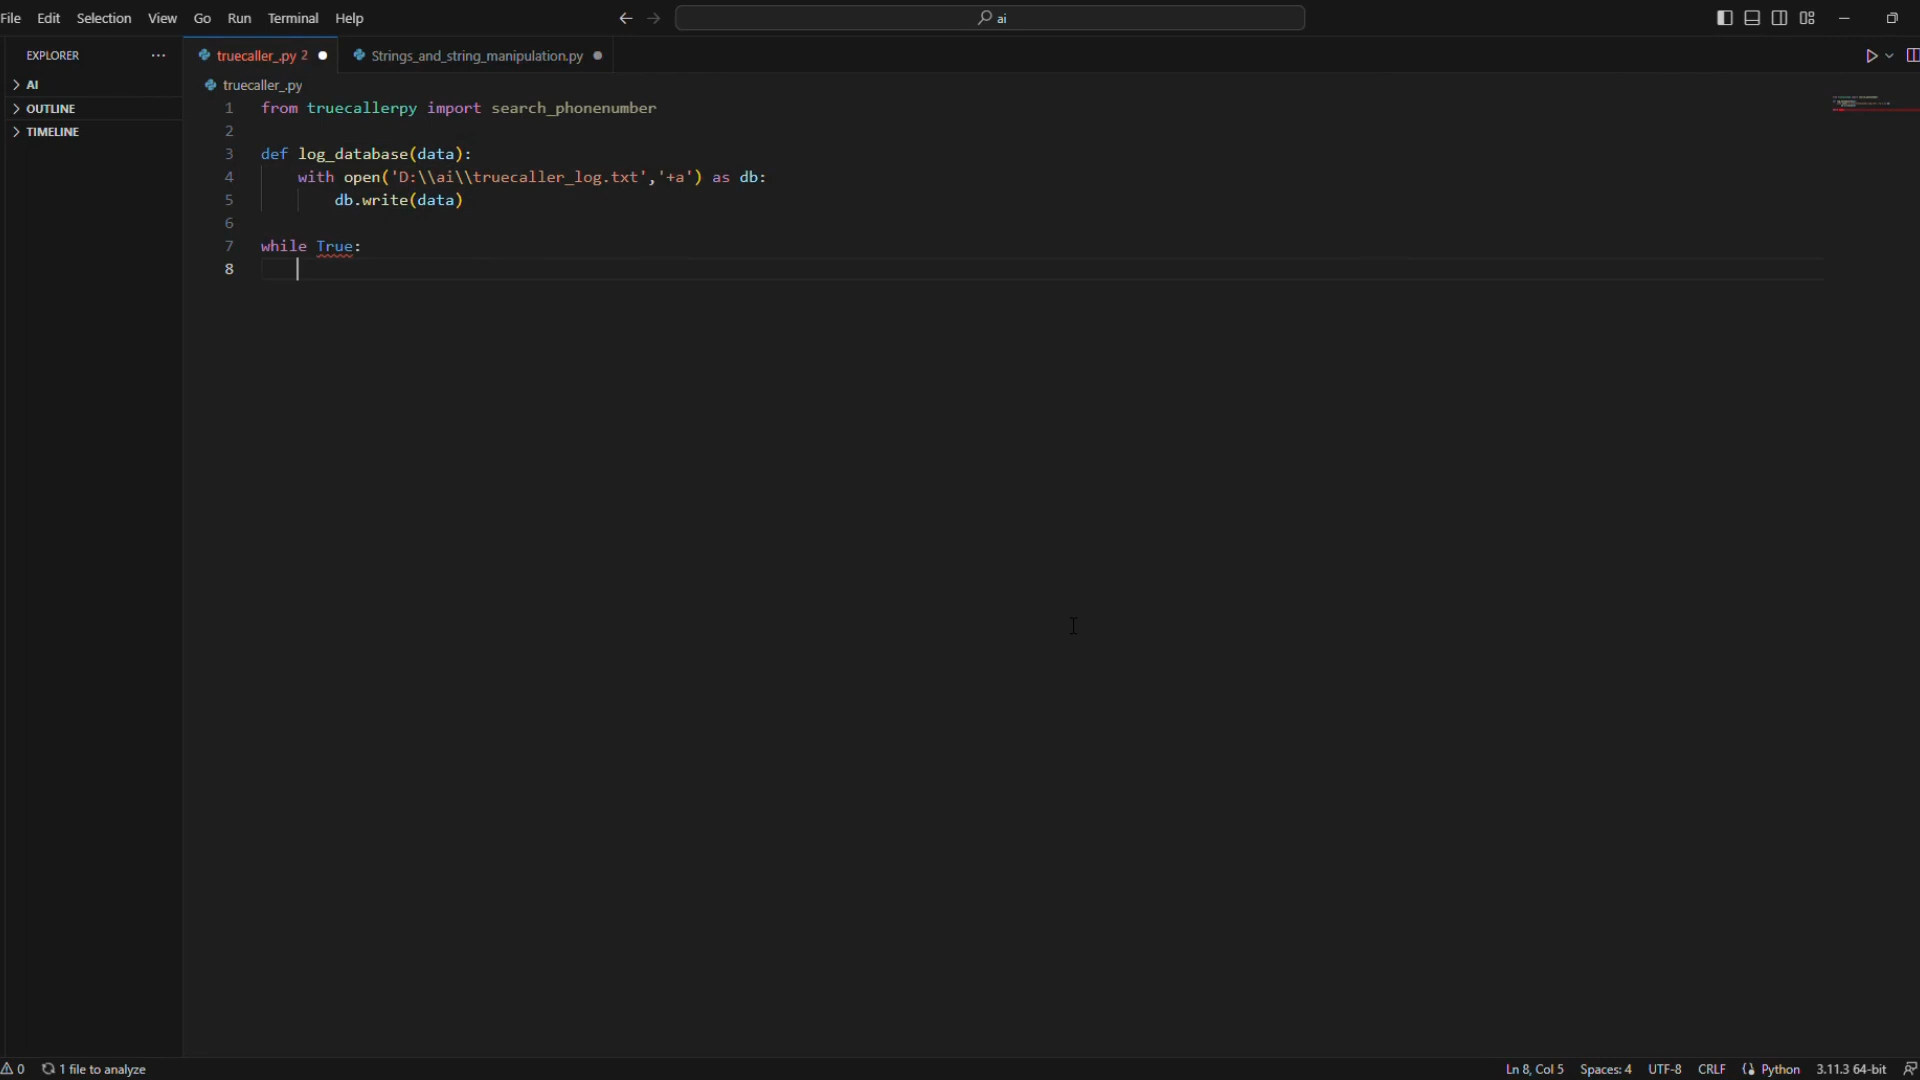 File Edit Selection View Go Run Terminal Help
ai
EXPLORER ...
truecaller_.py 2
Strings_and_string_manipulation.py
AI
OUTLINE
TIMELINE
truecaller_.py
1 from truecallerpy import search_phonenumber
2
3 def log_database(data):
4 with open('D:\\ai\\truecaller_log.txt','+a') as db:
5 db.write(data)
6
7 while True:
8
0 1 file to analyze
Ln 8, Col 5 Spaces: 4 UTF-8 CRLF Python 3.11.3 64-bit